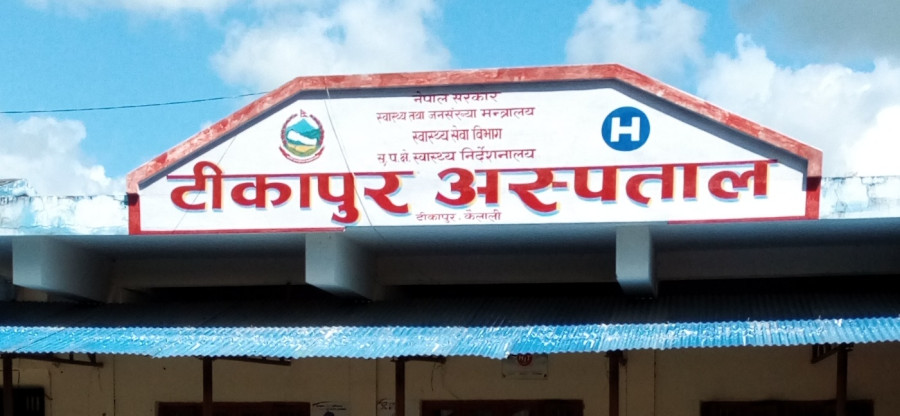 नेपाल सरकार
स्वास्थ्य तथा जनसंख्या मन्त्रालय
स्वास्थ्य सेवा विभाग
सु.प.क्षे. स्वास्थ्य निर्देशनालय
H
टीकापुर अस्पताल
टीकापुर, कैलाली